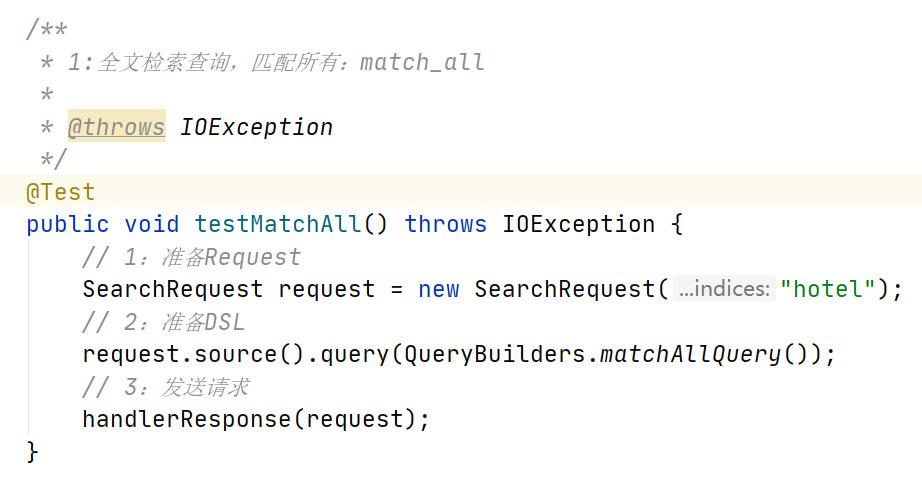 /**
 * 1:全文检索查询，匹配所有：match_all
 *
 * @throws IOException
 */
@Test
public void testMatchAll() throws IOException {
    // 1：准备Request
    SearchRequest request = new SearchRequest( ...indices: "hotel");
    // 2：准备DSL
    request.source().query(QueryBuilders.matchAllQuery());
    // 3：发送请求
    handlerResponse(request);
}